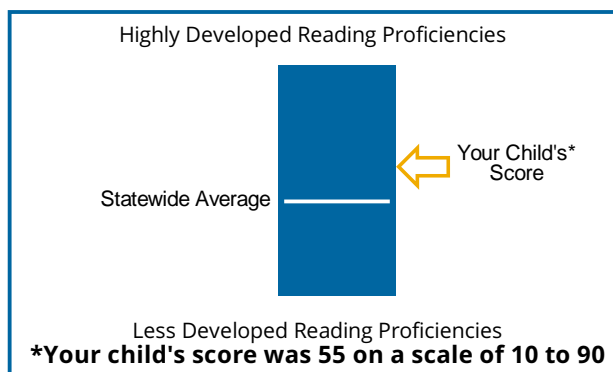 Highly Developed Reading Proficiencies
Your Child's*
Score
Statewide Average
Less Developed Reading Proficiencies
*Your child's score was 55 on a scale of 10 to 90